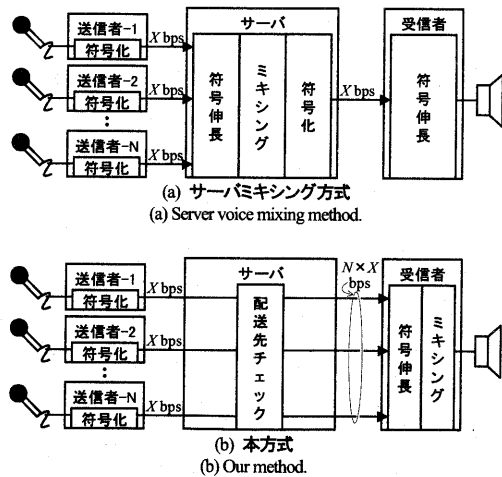 送信者-1
符号化
X bps
送信者-2
符号化
X bps
⋮
送信者-N
符号化
X bps
サーバ
符号伸長
ミキシング
符号化
X bps
受信者
符号伸長
(a) サーバミキシング方式
(a) Server voice mixing method.
送信者-1
符号化
X bps
送信者-2
符号化
X bps
⋮
送信者-N
符号化
X bps
サーバ
配送先チェック
N×X
bps
受信者
符号伸長
ミキシング
(b) 本方式
(b) Our method.